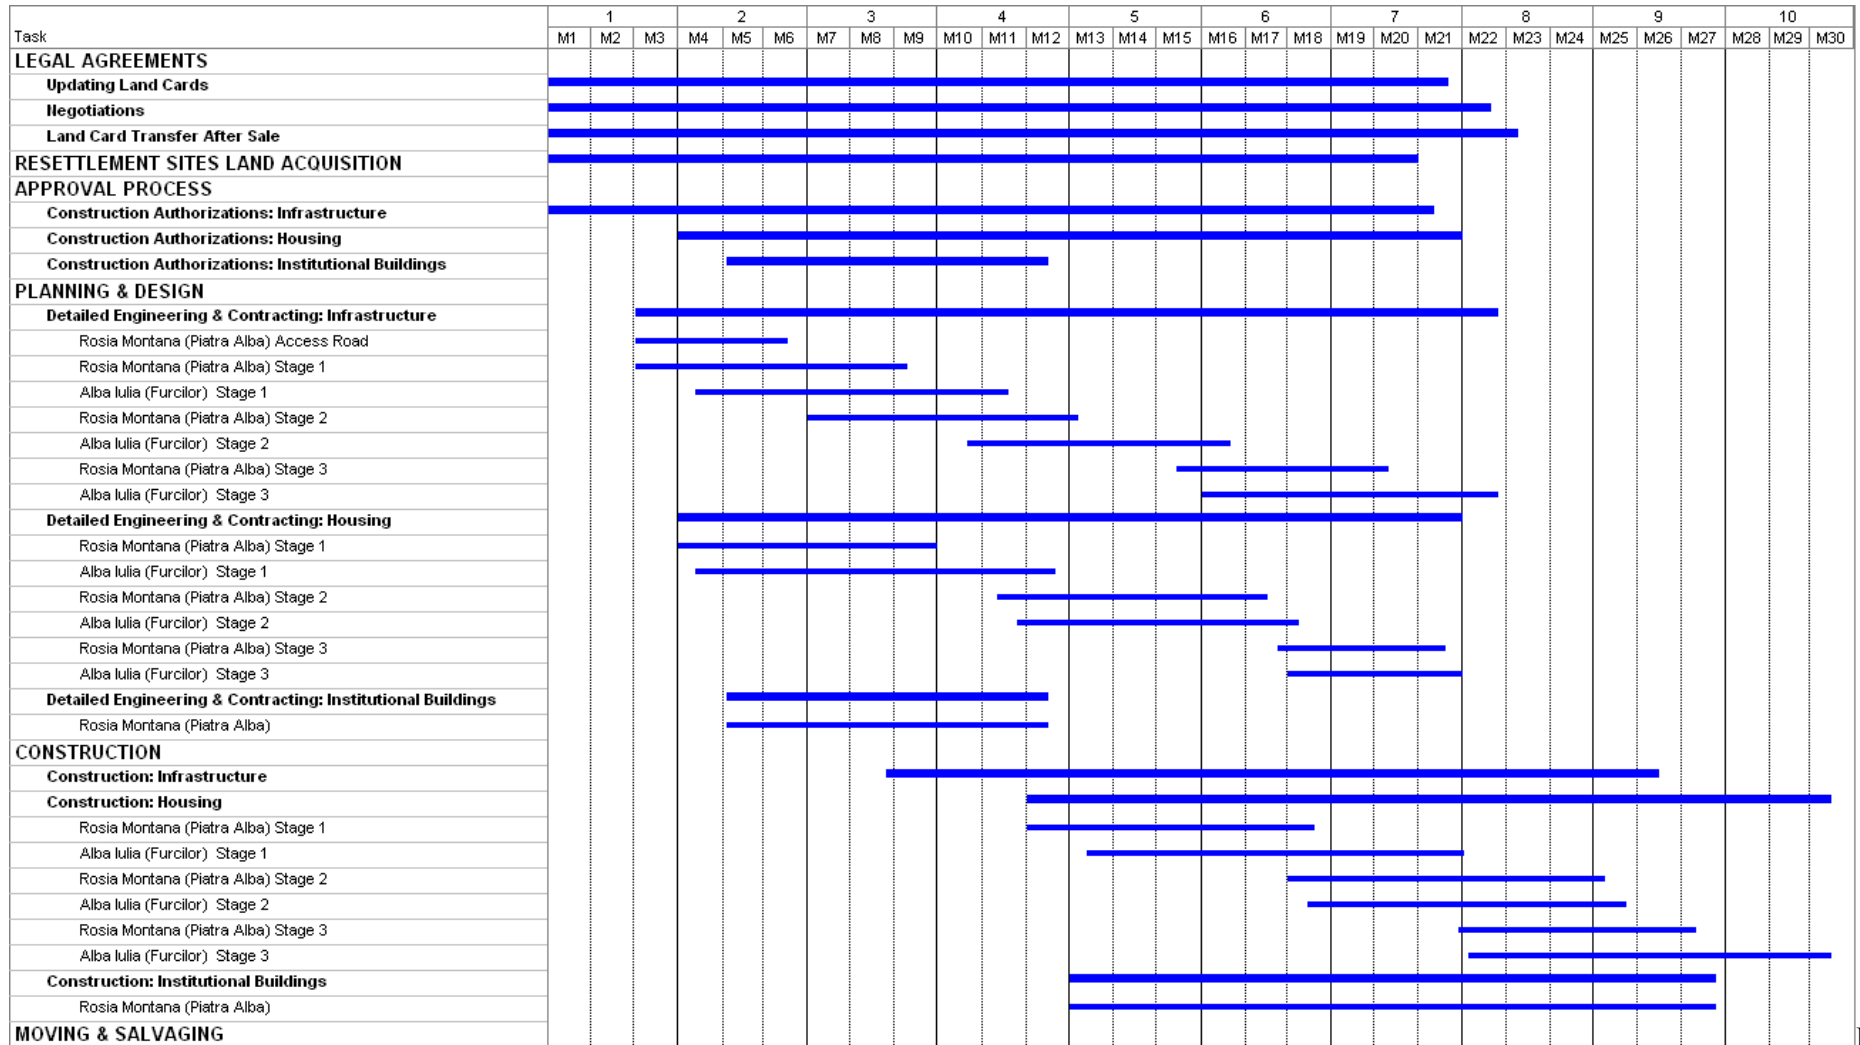 1 2 3 4 5 6 7 8 9 10
Task M1 M2 M3 M4 M5 M6 M7 M8 M9 M10 M11 M12 M13 M14 M15 M16 M17 M18 M19 M20 M21 M22 M23 M24 M25 M26 M27 M28 M29 M30
LEGAL AGREEMENTS
Updating Land Cards
Negotiations
Land Card Transfer After Sale
RESETTLEMENT SITES LAND ACQUISITION
APPROVAL PROCESS
Construction Authorizations: Infrastructure
Construction Authorizations: Housing
Construction Authorizations: Institutional Buildings
PLANNING & DESIGN
Detailed Engineering & Contracting: Infrastructure
Rosia Montana (Piatra Alba) Access Road
Rosia Montana (Piatra Alba) Stage 1
Alba Iulia (Furcilor) Stage 1
Rosia Montana (Piatra Alba) Stage 2
Alba Iulia (Furcilor) Stage 2
Rosia Montana (Piatra Alba) Stage 3
Alba Iulia (Furcilor) Stage 3
Detailed Engineering & Contracting: Housing
Rosia Montana (Piatra Alba) Stage 1
Alba Iulia (Furcilor) Stage 1
Rosia Montana (Piatra Alba) Stage 2
Alba Iulia (Furcilor) Stage 2
Rosia Montana (Piatra Alba) Stage 3
Alba Iulia (Furcilor) Stage 3
Detailed Engineering & Contracting: Institutional Buildings
Rosia Montana (Piatra Alba)
CONSTRUCTION
Construction: Infrastructure
Construction: Housing
Rosia Montana (Piatra Alba) Stage 1
Alba Iulia (Furcilor) Stage 1
Rosia Montana (Piatra Alba) Stage 2
Alba Iulia (Furcilor) Stage 2
Rosia Montana (Piatra Alba) Stage 3
Alba Iulia (Furcilor) Stage 3
Construction: Institutional Buildings
Rosia Montana (Piatra Alba)
MOVING & SALVAGING